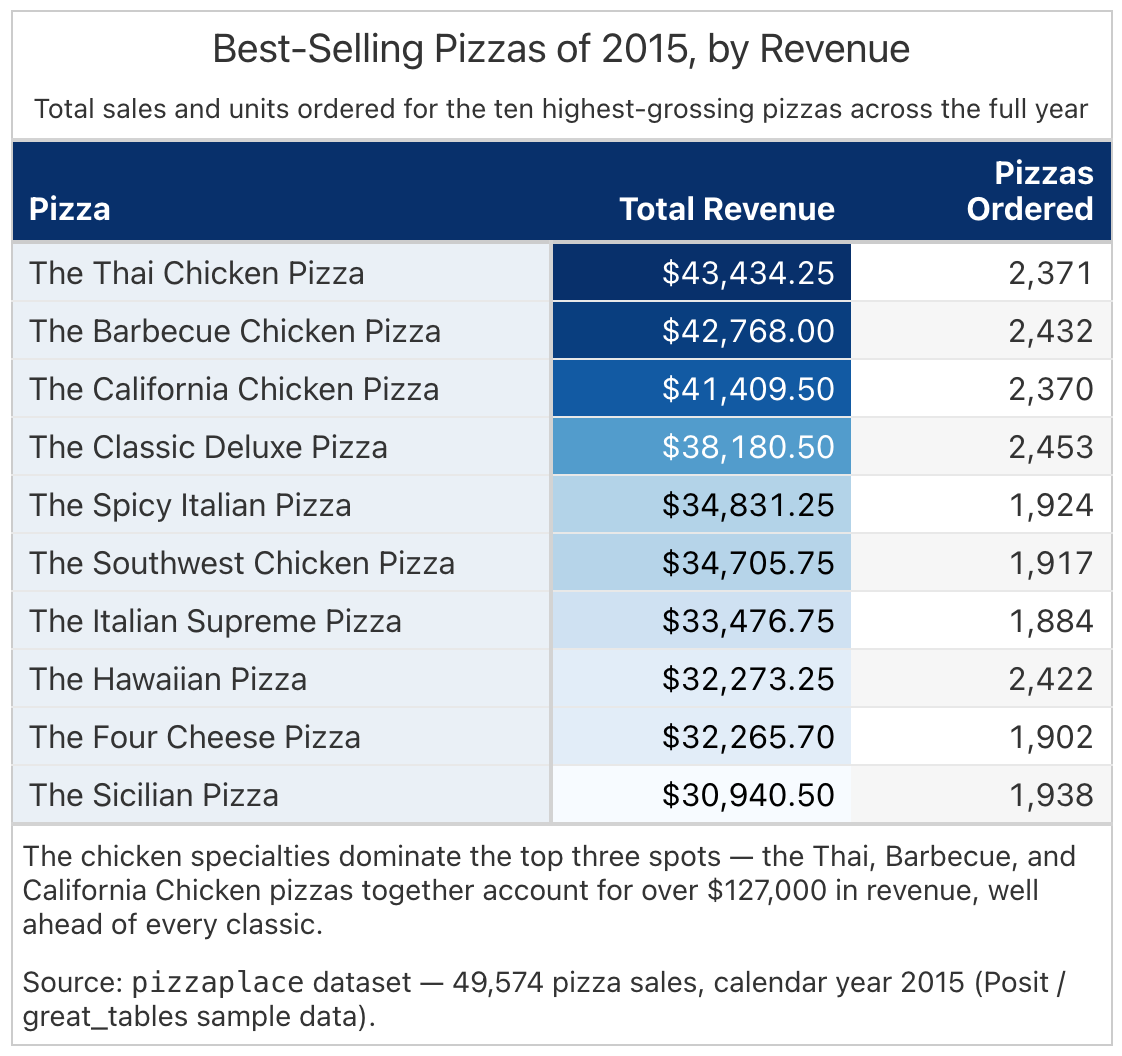 Best-Selling Pizzas of 2015, by Revenue
Total sales and units ordered for the ten highest-grossing pizzas across the full year
Pizza Total Revenue Pizzas Ordered
The Thai Chicken Pizza $43,434.25 2,371
The Barbecue Chicken Pizza $42,768.00 2,432
The California Chicken Pizza $41,409.50 2,370
The Classic Deluxe Pizza $38,180.50 2,453
The Spicy Italian Pizza $34,831.25 1,924
The Southwest Chicken Pizza $34,705.75 1,917
The Italian Supreme Pizza $33,476.75 1,884
The Hawaiian Pizza $32,273.25 2,422
The Four Cheese Pizza $32,265.70 1,902
The Sicilian Pizza $30,940.50 1,938
The chicken specialties dominate the top three spots — the Thai, Barbecue, and
California Chicken pizzas together account for over $127,000 in revenue, well
ahead of every classic.
Source: pizzaplace dataset — 49,574 pizza sales, calendar year 2015 (Posit /
great_tables sample data).